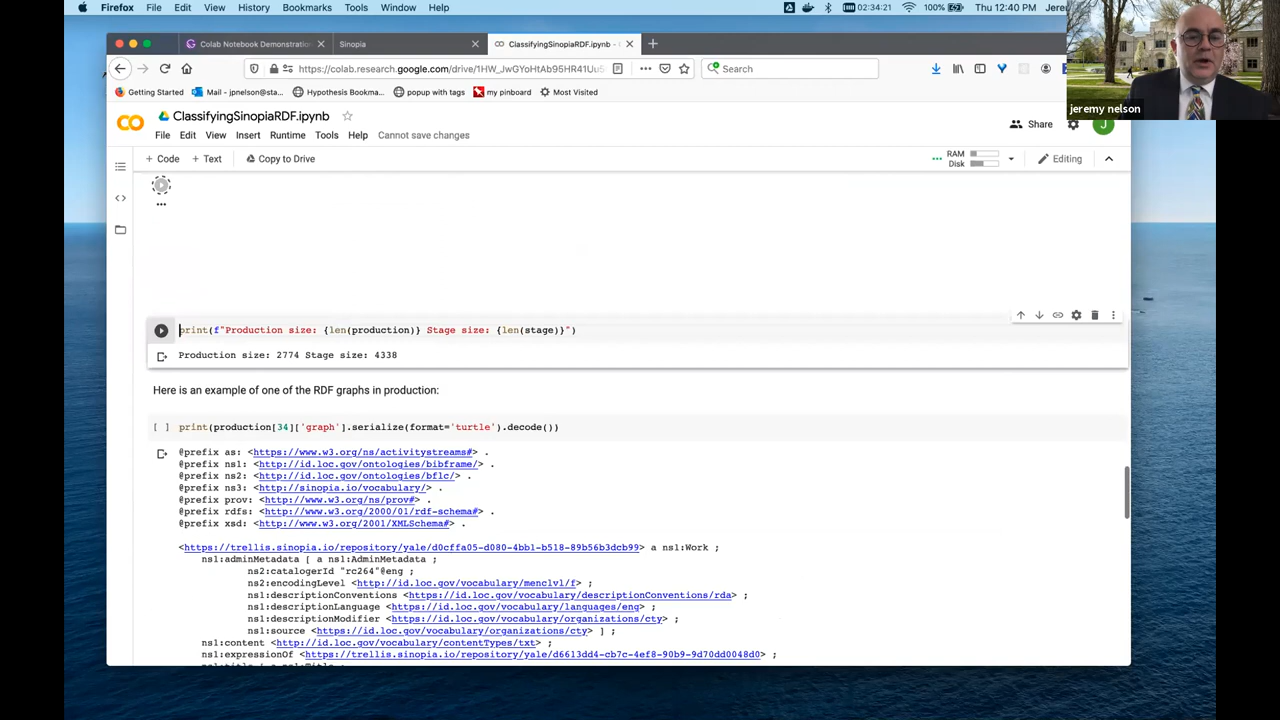 Firefox File Edit View History Bookmarks Tools Window Help 02:34:21 100% Thu 12:40 PM
Colab Notebook Demonstration × Sinopia × ClassifyingSinopiaRDF.ipynb - × +
https://colab.research.google.com/drive/1HW_JwGYoHtAb95HR41Uu5 Search
Getting Started Mail - jpnelson@sta... Hypothesis Bookma... popup with tags my pinboard Most Visited
jeremy nelson
ClassifyingSinopiaRDF.ipynb
File Edit View Insert Runtime Tools Help Cannot save changes
Share J
+ Code + Text Copy to Drive
RAM
Disk
Editing
...
print(f"Production size: {len(production)} Stage size: {len(stage)}")
Production size: 2774 Stage size: 4338
Here is an example of one of the RDF graphs in production:
[ ] print(production[34]['graph'].serialize(format='turtle').decode())
@prefix as: <https://www.w3.org/ns/activitystreams#> .
@prefix ns1: <http://id.loc.gov/ontologies/bibframe/> .
@prefix ns2: <http://id.loc.gov/ontologies/bflc/> .
@prefix ns3: <http://sinopia.io/vocabulary/> .
@prefix prov: <http://www.w3.org/ns/prov#> .
@prefix rdfs: <http://www.w3.org/2000/01/rdf-schema#> .
@prefix xsd: <http://www.w3.org/2001/XMLSchema#> .
<https://trellis.sinopia.io/repository/yale/d0cffa05-d080-4bb1-b518-89b56b3dcb99> a ns1:Work ;
ns1:adminMetadata [ a ns1:AdminMetadata ;
ns2:catalogerId "rc264"@eng ;
ns2:encodingLevel <http://id.loc.gov/vocabulary/menclvl/f> ;
ns1:descriptionConventions <https://id.loc.gov/vocabulary/descriptionConventions/rda> ;
ns1:descriptionLanguage <https://id.loc.gov/vocabulary/languages/eng> ;
ns1:descriptionModifier <https://id.loc.gov/vocabulary/organizations/cty> ;
ns1:source <https://id.loc.gov/vocabulary/organizations/cty> ] ;
ns1:content <http://id.loc.gov/vocabulary/contentTypes/txt> ;
ns1:expressionOf <https://trellis.sinopia.io/repository/yale/d6613dd4-cb7c-4ef8-90b9-9d70dd0048d0> ;